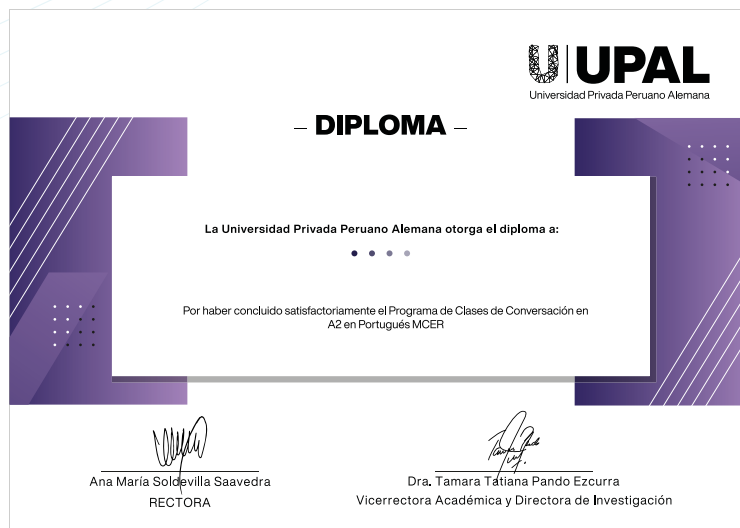 UPAL
Universidad Privada Peruano Alemana
– DIPLOMA –
La Universidad Privada Peruano Alemana otorga el diploma a:
Por haber concluido satisfactoriamente el Programa de Clases de Conversación en
A2 en Portugués MCER
Ana María Soldevilla Saavedra
RECTORA
Dra. Tamara Tatiana Pando Ezcurra
Vicerrectora Académica y Directora de Investigación